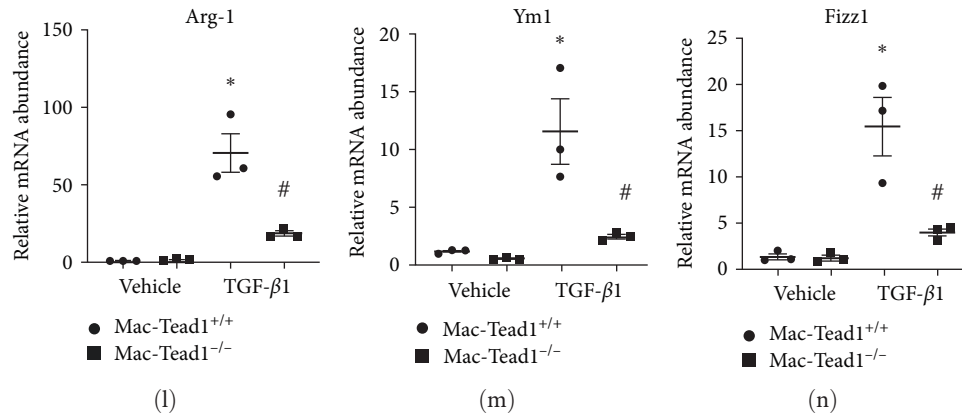 Arg-1
Relative mRNA abundance
150
100
50
0
*
#
Vehicle
TGF-β1
Mac-Tead1+/+
Mac-Tead1−/−
(l)
Ym1
Relative mRNA abundance
20
15
10
5
0
*
#
Vehicle
TGF-β1
Mac-Tead1+/+
Mac-Tead1−/−
(m)
Fizz1
Relative mRNA abundance
25
20
15
10
5
0
*
#
Vehicle
TGF-β1
Mac-Tead1+/+
Mac-Tead1−/−
(n)